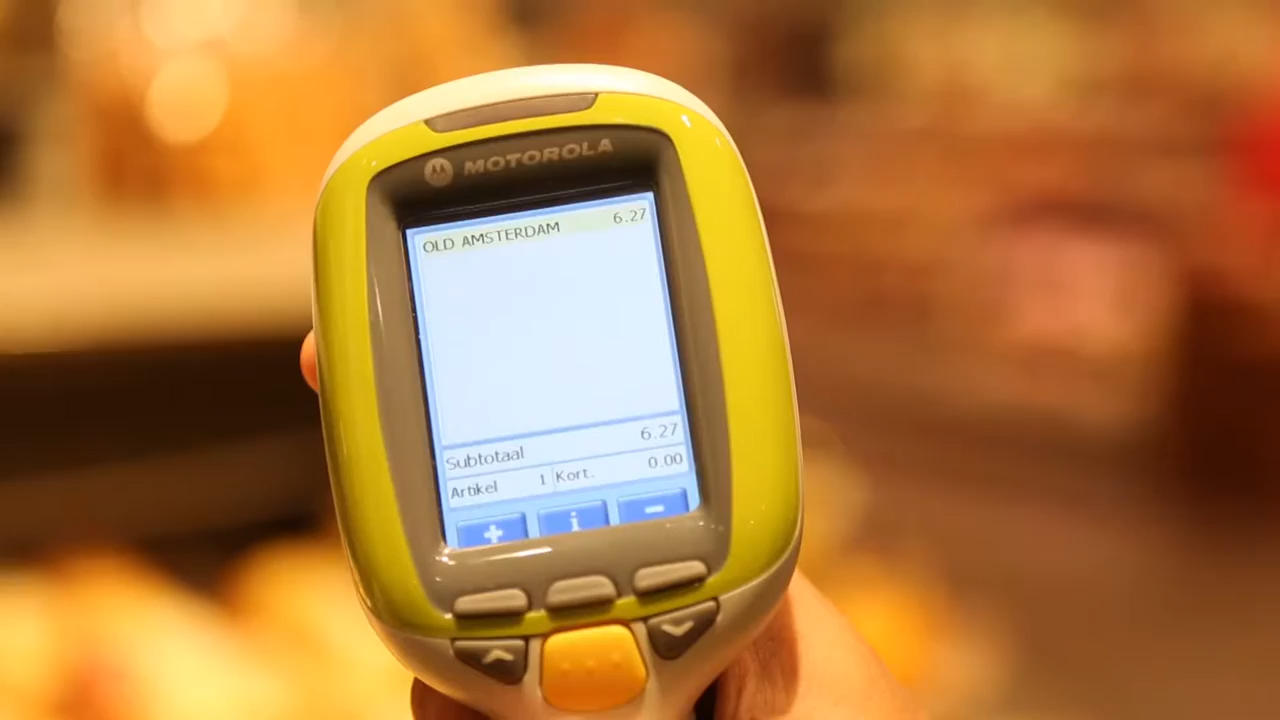 MOTOROLA
OLD AMSTERDAM 6.27
Subtotaal 6.27
Artikel 1 Kort. 0.00
+ i -